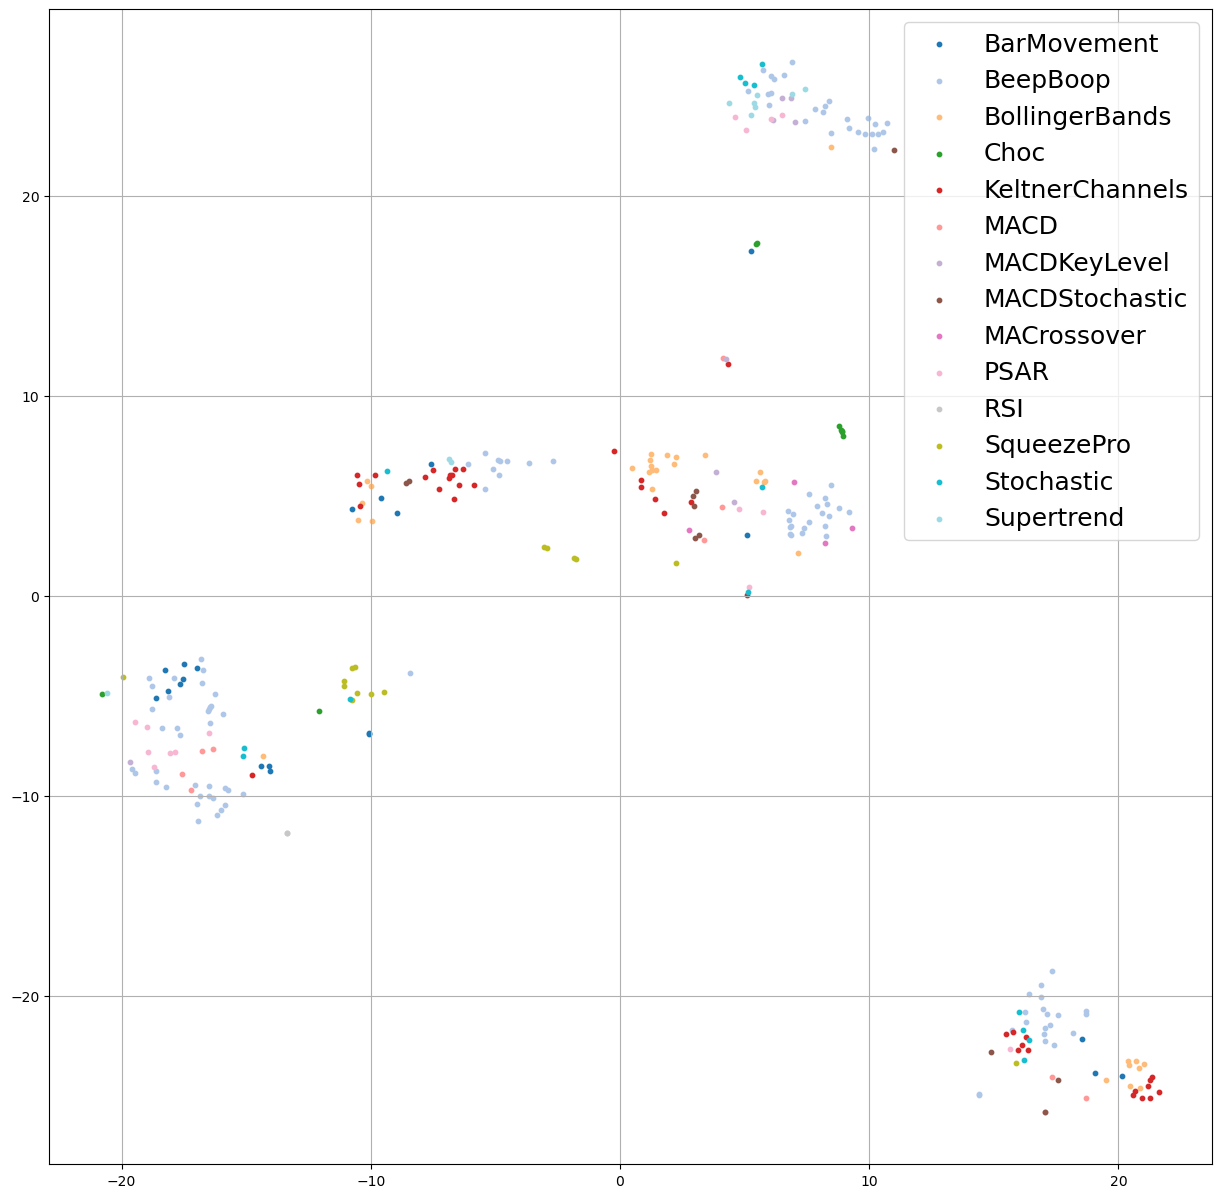 BarMovement
BeepBoop
BollingerBands
Choc
KeltnerChannels
MACD
MACDKeyLevel
MACDStochastic
MACrossover
PSAR
RSI
SqueezePro
Stochastic
Supertrend
20
10
0
−10
−20
−20 −10 0 10 20